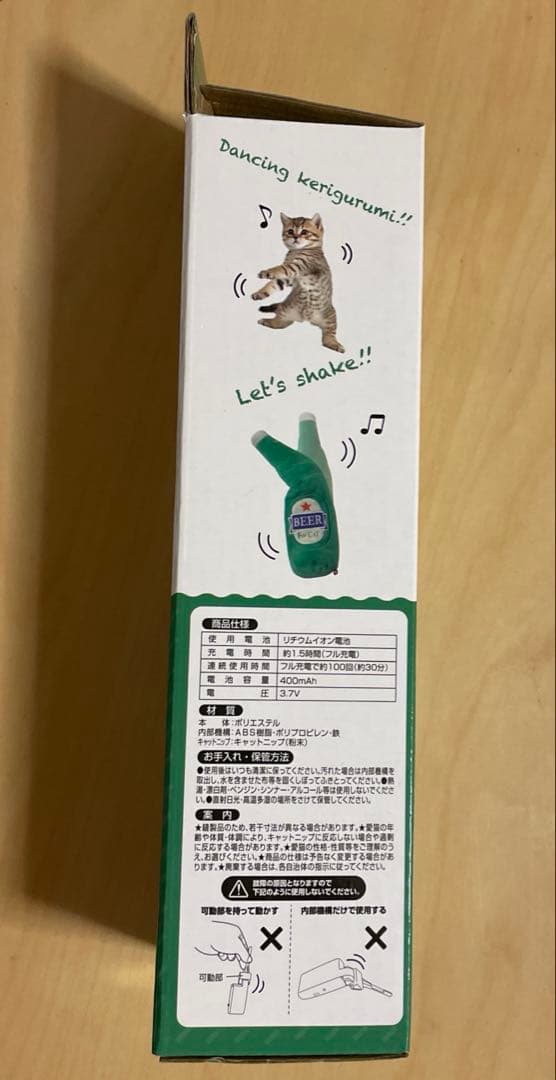 Dancing kerigurumi!!
Let's shake!!
BEER
For CAT
商品仕様
使用電池 リチウムイオン電池
充電時間 約1.5時間(フル充電)
連続使用時間 フル充電で約100回(約30分)
電池容量 400mAh
電圧 3.7V
材質
本体:ポリエステル
内部機構:ABS樹脂・ポリプロピレン・鉄
キャットニップ:キャットニップ(粉末)
お手入れ・保管方法
●使用後はいつも清潔に保ってください。汚れた場合は内部機構を
取出し、水を含ませた布等を固くしぼってふきとってください。●熱
湯・漂白剤・ベンジン・シンナー・アルコール等は使用しないでくださ
い。●直射日光・高温多湿の場所をさけて保管してください。
案内
★縫製品のため、若干寸法が異なる場合があります。★愛猫の年
齢や体質・体調により、キャットニップに反応しない場合や過剰
に反応する場合があります。★愛猫の性格・性質等をご理解のう
え、お選びください。★商品の仕様は予告なく変更する場合があ
ります。★廃棄する場合は、各自治体の指示に従ってください。
故障の原因となりますので
下記のように使用しないでください。
可動部を持って動かす
内部機構だけで使用する
可動部